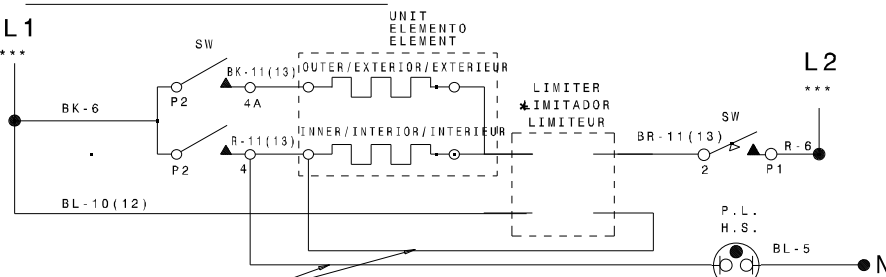 UNIT
ELEMENTO
ELEMENT
L1
***
SW
BK-11(13)
OUTER/EXTERIOR/EXTERIEUR
P2
4A
BK-6
LIMITER
*LIMITADOR
LIMITEUR
L2
***
SW
R-11(13)
INNER/INTERIOR/INTERIEUR
P2
4
BR-11(13)
R-6
2
P1
BL-10(12)
P.L.
H.S.
BL-5
N